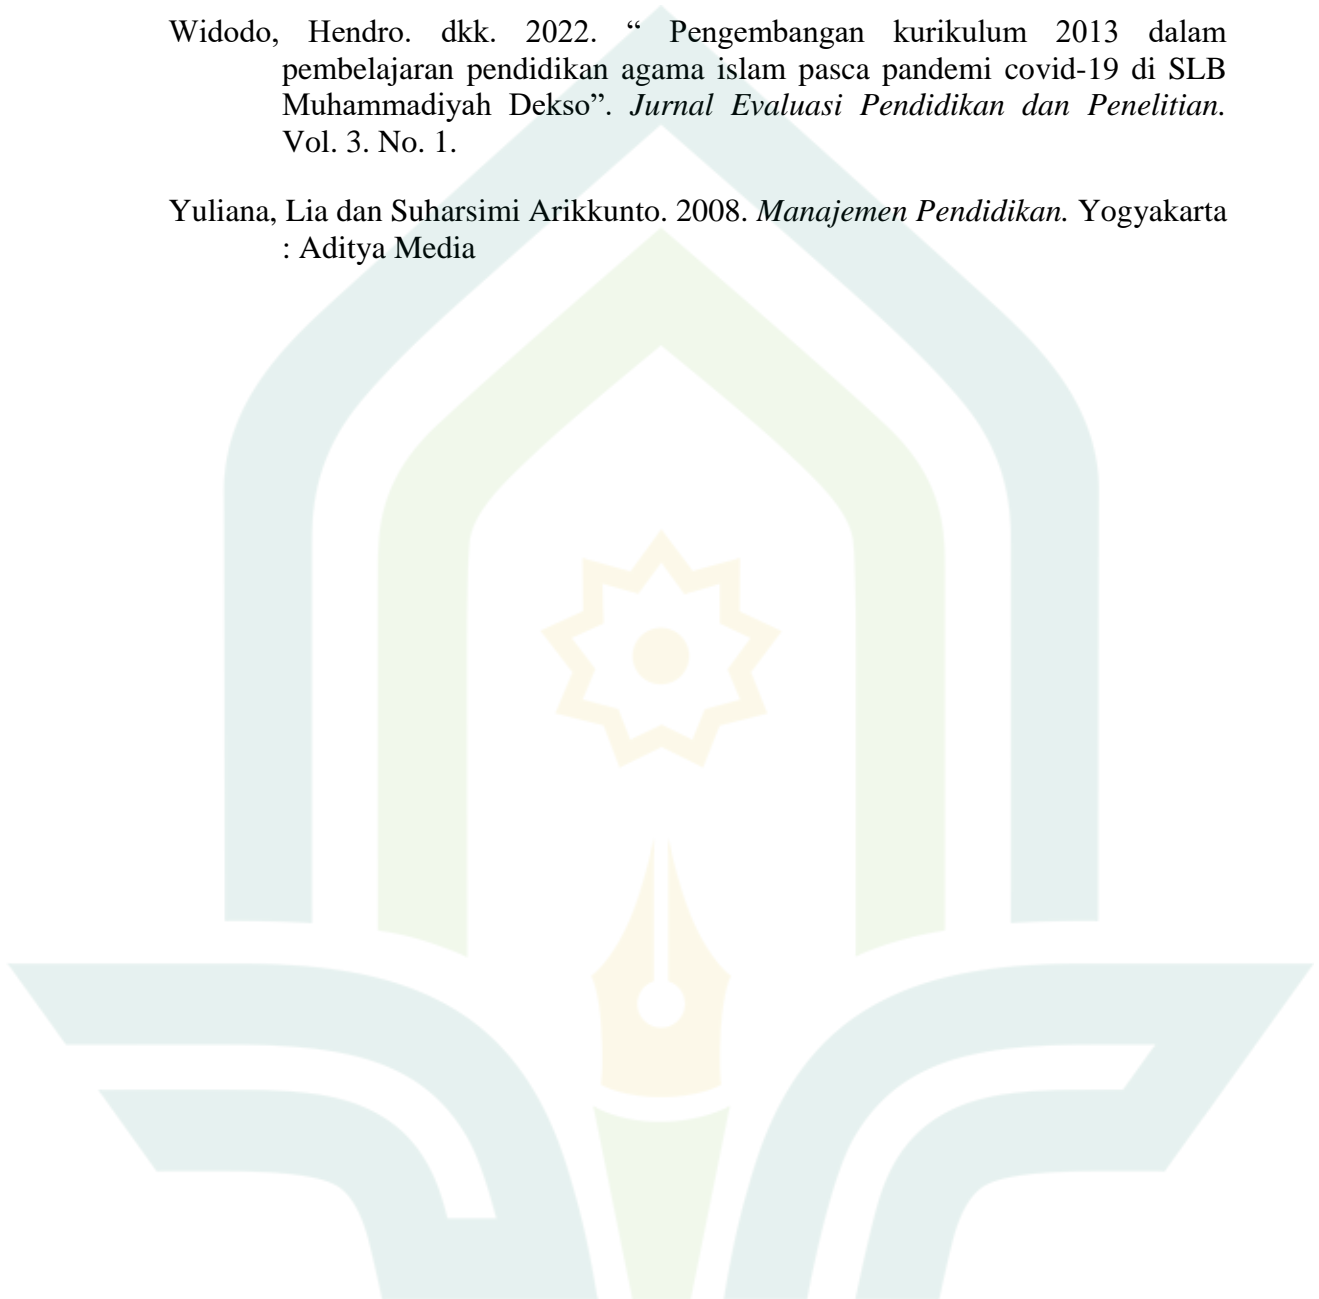 Widodo, Hendro. dkk. 2022. “ Pengembangan kurikulum 2013 dalam
pembelajaran pendidikan agama islam pasca pandemi covid-19 di SLB
Muhammadiyah Dekso”. Jurnal Evaluasi Pendidikan dan Penelitian.
Vol. 3. No. 1.
Yuliana, Lia dan Suharsimi Arikkunto. 2008. Manajemen Pendidikan. Yogyakarta
: Aditya Media